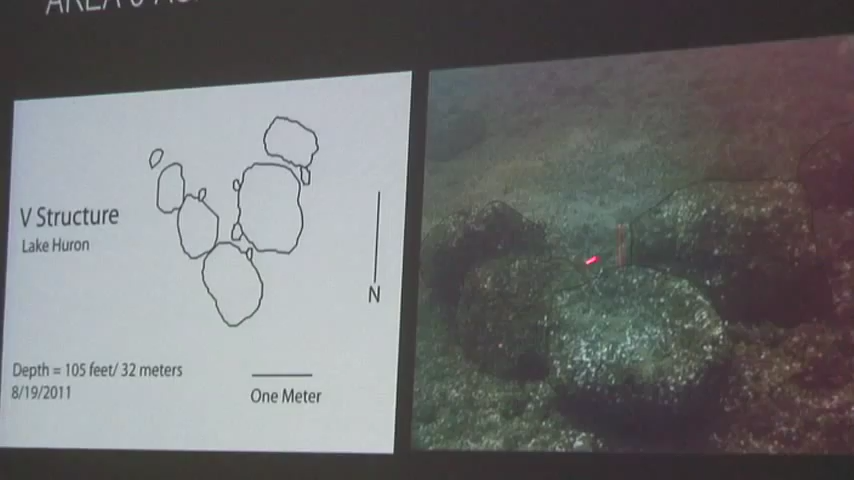 V Structure
Lake Huron
N
Depth = 105 feet/ 32 meters
8/19/2011
One Meter